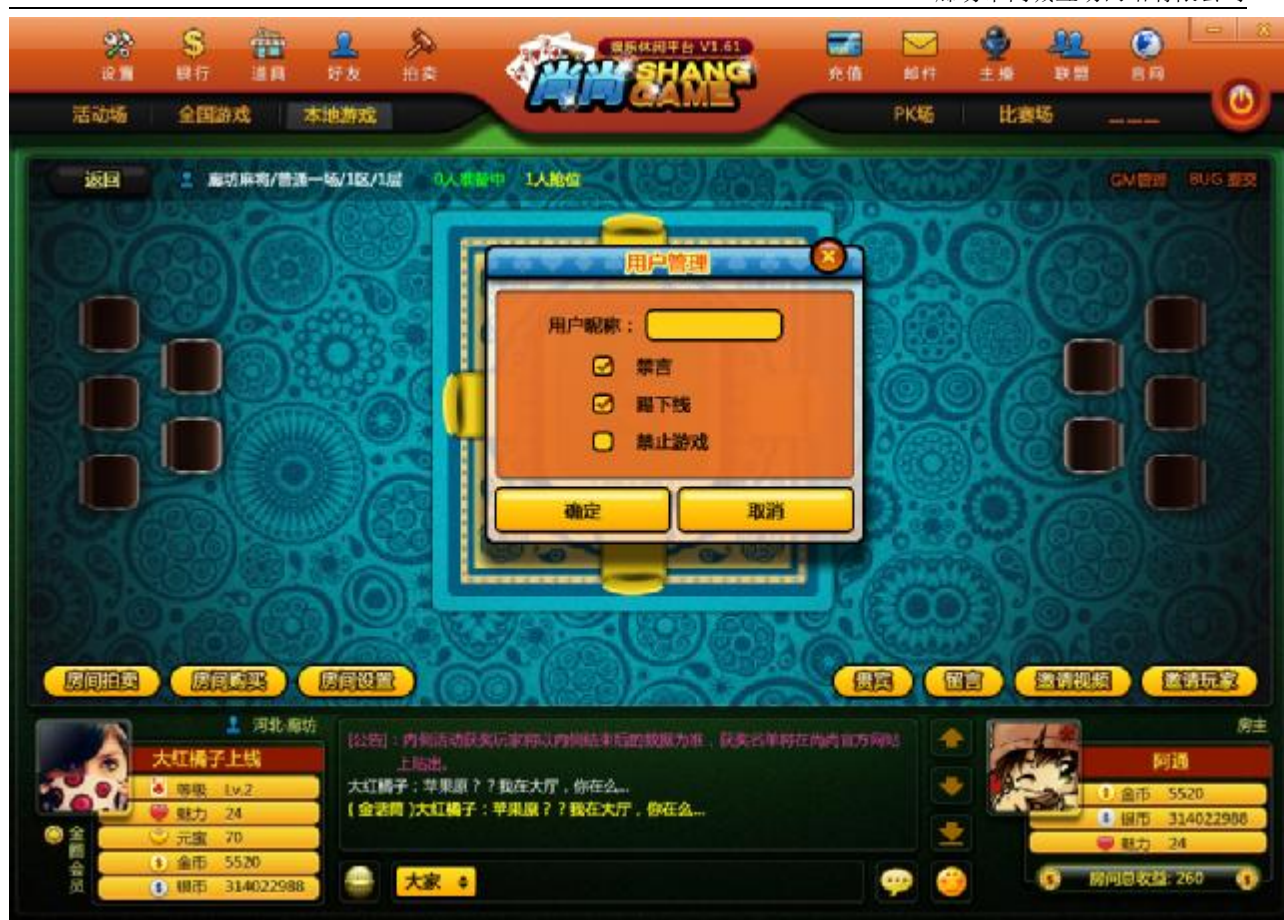 娱乐休闲平台 V1.61
尚尚 SHANG GAME
设置 银行 道具 好友 拍卖 充值 邮件 主播 联盟 官网
活动场 全国游戏 本地游戏 PK场 比赛场
返回 廊坊麻将/普通一场/1区/1层 0人准备中 1人抢位 GM管理 BUG 提交
用户管理
用户昵称：
禁言
踢下线
禁止游戏
确定 取消
房间拍卖 房间购买 房间设置 贵宾 留言 邀请视频 邀请玩家
河北·廊坊
大红橘子上线
等级 Lv.2
魅力 24
元宝 70
金币 5520
银币 314022988
金爵会员
[公告]：内侧活动获奖玩家将以内侧结束后的数据为准，获奖名单将在尚尚官方网站
上贴出。
大红橘子：苹果原？？我在大厅，你在么...
(金话筒)大红橘子：苹果原？？我在大厅，你在么...
大家
房主
阿通
金币 5520
银币 314022988
魅力 24
房间总收益: 260